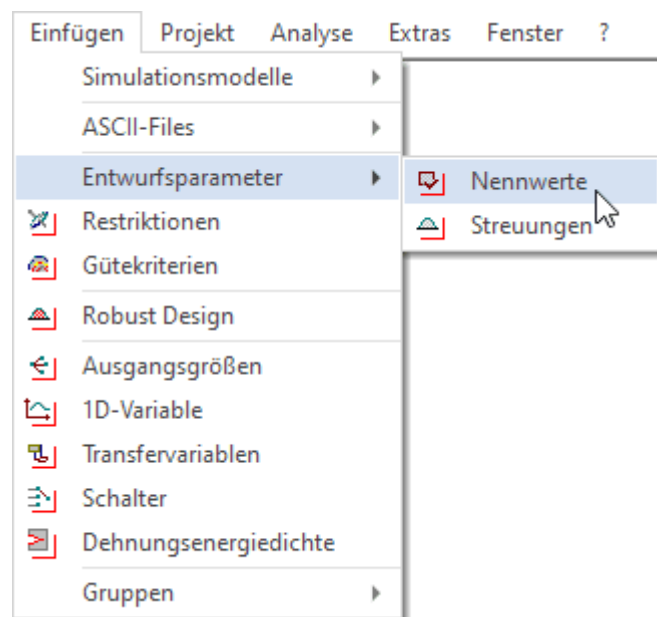 Einfügen Projekt Analyse Extras Fenster ?
Simulationsmodelle
ASCII-Files
Entwurfsparameter
Nennwerte
Restriktionen
Streuungen
Gütekriterien
Robust Design
Ausgangsgrößen
1D-Variable
Transfervariablen
Schalter
Dehnungsenergiedichte
Gruppen